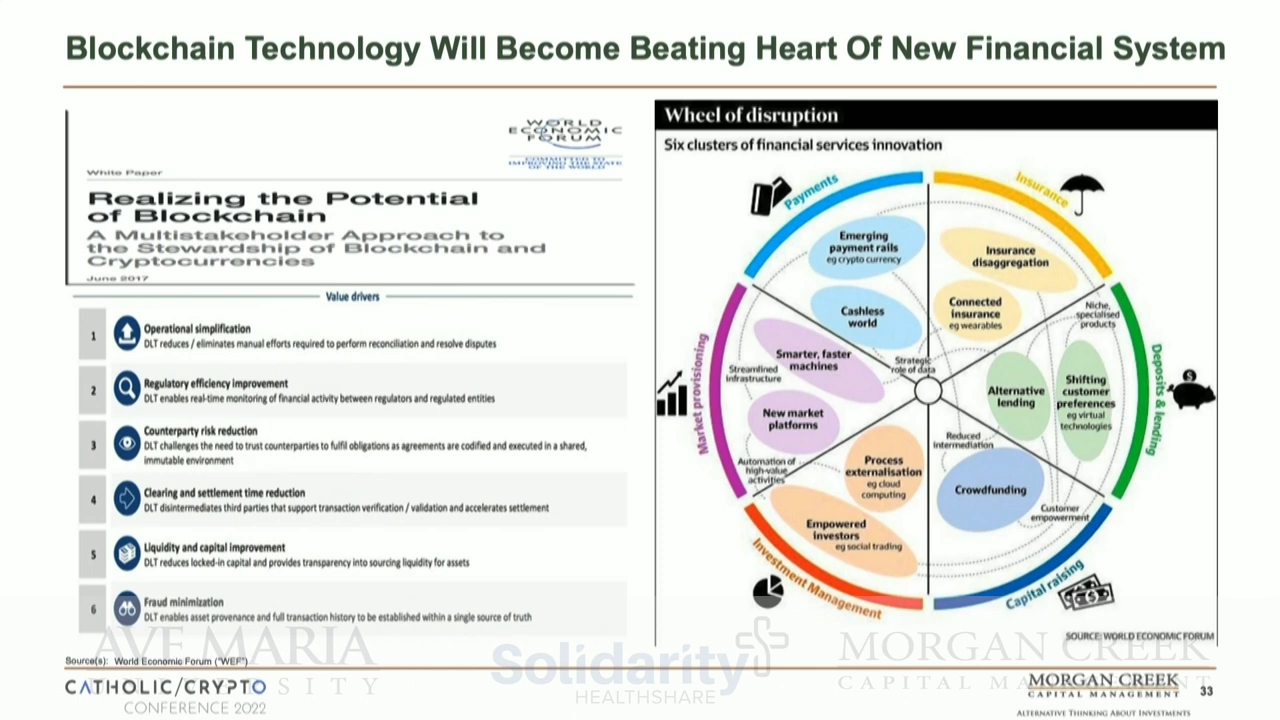 Blockchain Technology Will Become Beating Heart Of New Financial System
WORLD
ECONOMIC
FORUM
COMMITTED TO
IMPROVING THE STATE
OF THE WORLD
White Paper
Realizing the Potential
of Blockchain
A Multistakeholder Approach to
the Stewardship of Blockchain and
Cryptocurrencies
June 2017
Value drivers
1
Operational simplification
DLT reduces / eliminates manual efforts required to perform reconciliation and resolve disputes
2
Regulatory efficiency improvement
DLT enables real-time monitoring of financial activity between regulators and regulated entities
3
Counterparty risk reduction
DLT challenges the need to trust counterparties to fulfil obligations as agreements are codified and executed in a shared,
immutable environment
4
Clearing and settlement time reduction
DLT disintermediates third parties that support transaction verification / validation and accelerates settlement
5
Liquidity and capital improvement
DLT reduces locked-in capital and provides transparency into sourcing liquidity for assets
6
Fraud minimization
DLT enables asset provenance and full transaction history to be established within a single source of truth
Wheel of disruption
Six clusters of financial services innovation
Payments
Insurance
Emerging
payment rails
eg crypto currency
Cashless
world
Insurance
disaggregation
Connected
insurance
eg wearables
Niche,
specialised
products
Market provisioning
Smarter, faster
machines
Streamlined
infrastructure
New market
platforms
Automation of
high-value
activities
Strategic
role of data
Deposits & lending
Alternative
lending
Shifting
customer
preferences
eg virtual
technologies
Reduced
intermediation
Process
externalisation
eg cloud
computing
Empowered
investors
eg social trading
Investment Management
Crowdfunding
Customer
empowerment
Capital raising
SOURCE: WORLD ECONOMIC FORUM
Source(s): World Economic Forum ("WEF")
AVE MARIA
Solidarity
HEALTHSHARE
MORGAN CREEK
CATHOLIC/CRYPTO
CONFERENCE 2022
MORGAN CREEK
CAPITAL MANAGEMENT
ALTERNATIVE THINKING ABOUT INVESTMENTS
33